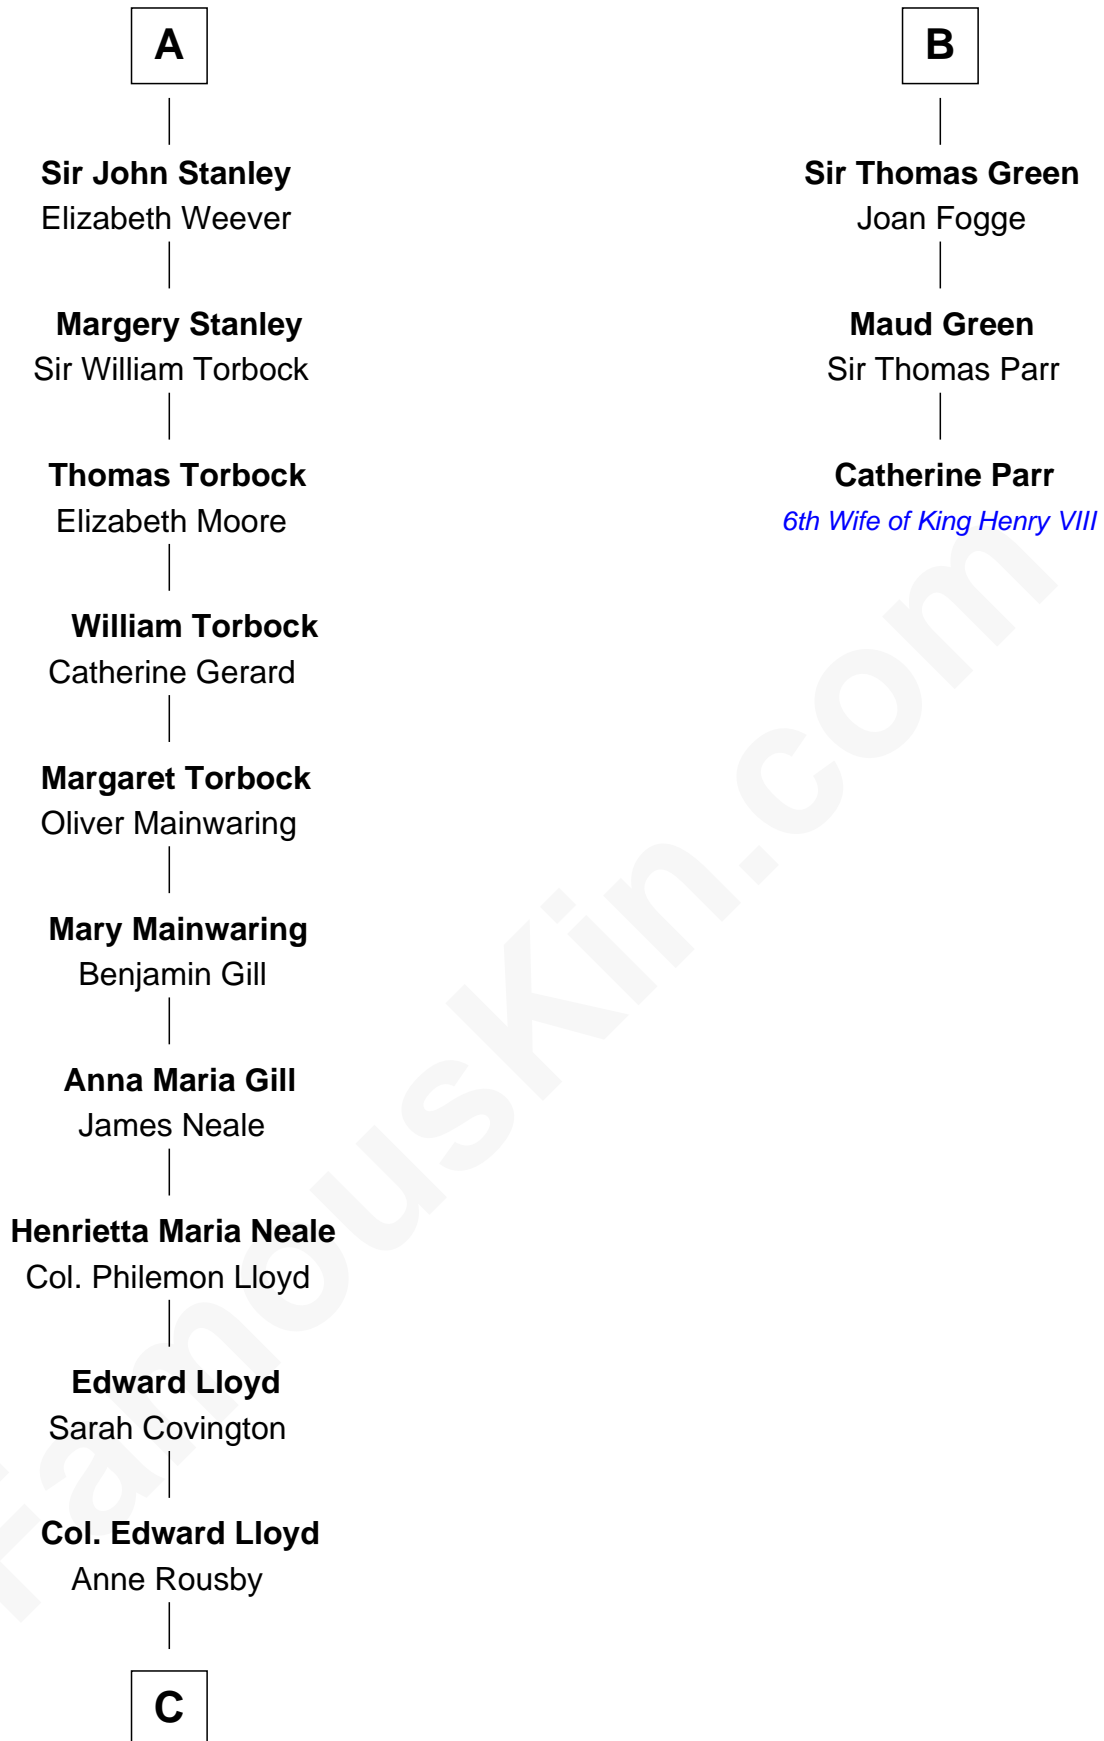 A
Sir John Stanley
Elizabeth Weever
Margery Stanley
Sir William Torbock
Thomas Torbock
Elizabeth Moore
William Torbock
Catherine Gerard
Margaret Torbock
Oliver Mainwaring
Mary Mainwaring
Benjamin Gill
Anna Maria Gill
James Neale
Henrietta Maria Neale
Col. Philemon Lloyd
Edward Lloyd
Sarah Covington
Col. Edward Lloyd
Anne Rousby
C
B
Sir Thomas Green
Joan Fogge
Maud Green
Sir Thomas Parr
Catherine Parr
6th Wife of King Henry VIII
FamousKin.com